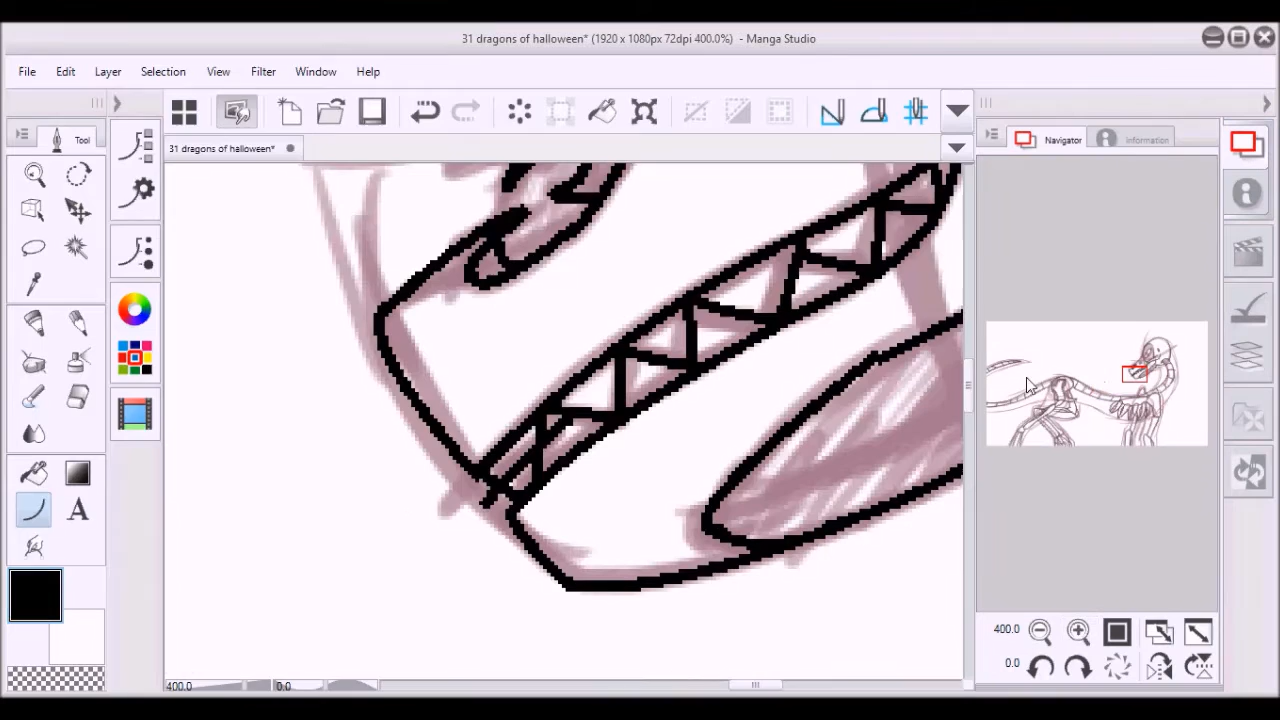 31 dragons of halloween* (1920 x 1080px 72dpi 400.0%) - Manga Studio
File Edit Layer Selection View Filter Window Help
Tool
31 dragons of halloween*
Navigator Information
A
400.0
0.0
400.0 0.0